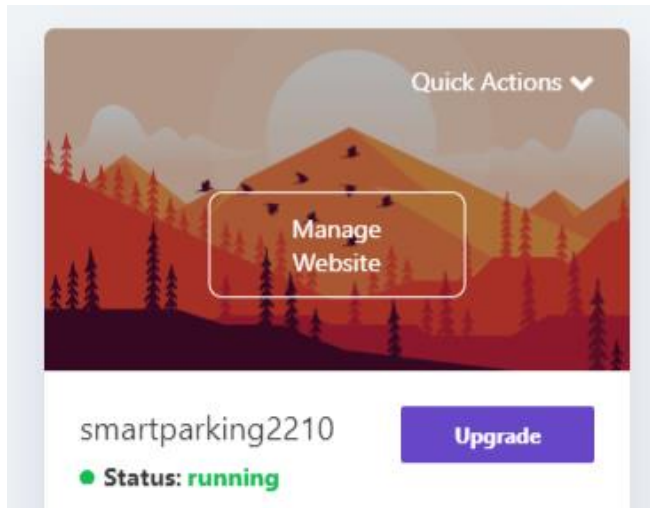 Quick Actions
Manage
Website
smartparking2210
Upgrade
Status: running